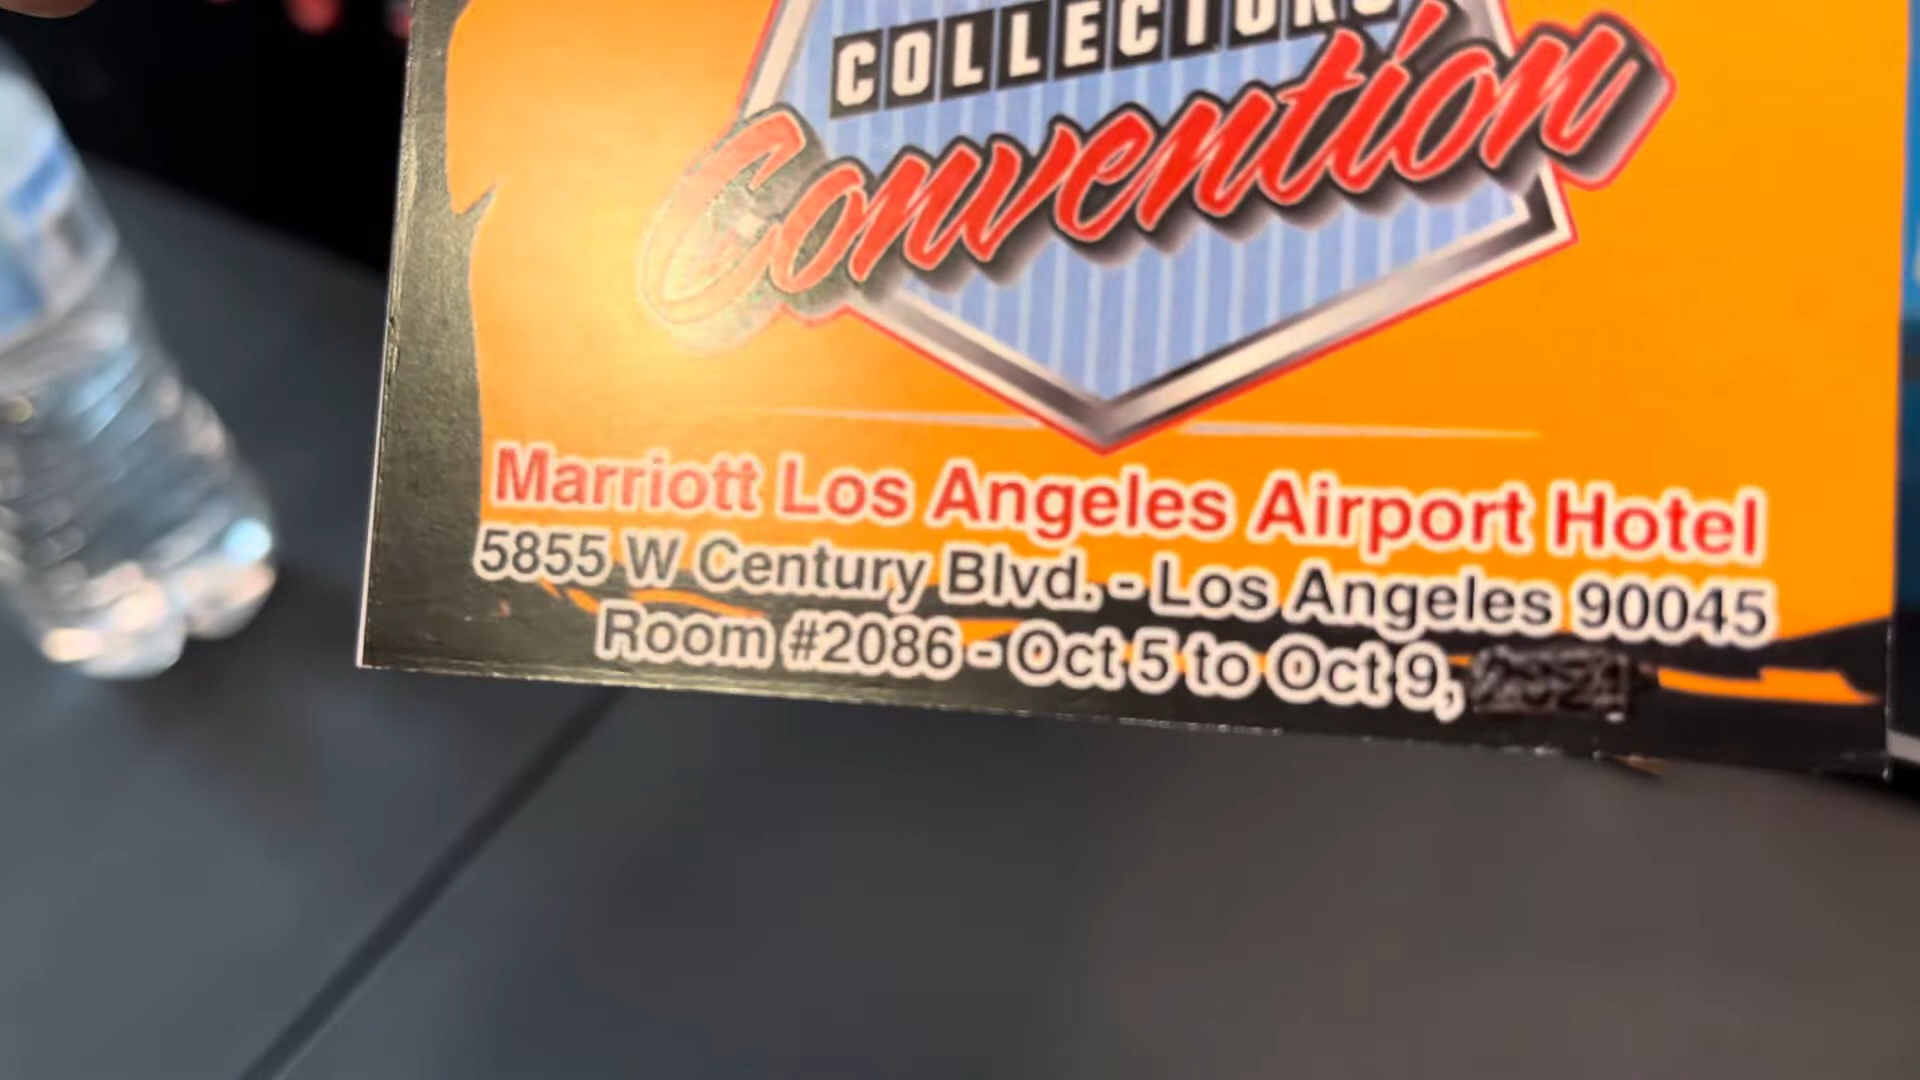 COLLECTORS
Convention
Marriott Los Angeles Airport Hotel
5855 W Century Blvd. - Los Angeles 90045
Room #2086 - Oct 5 to Oct 9,